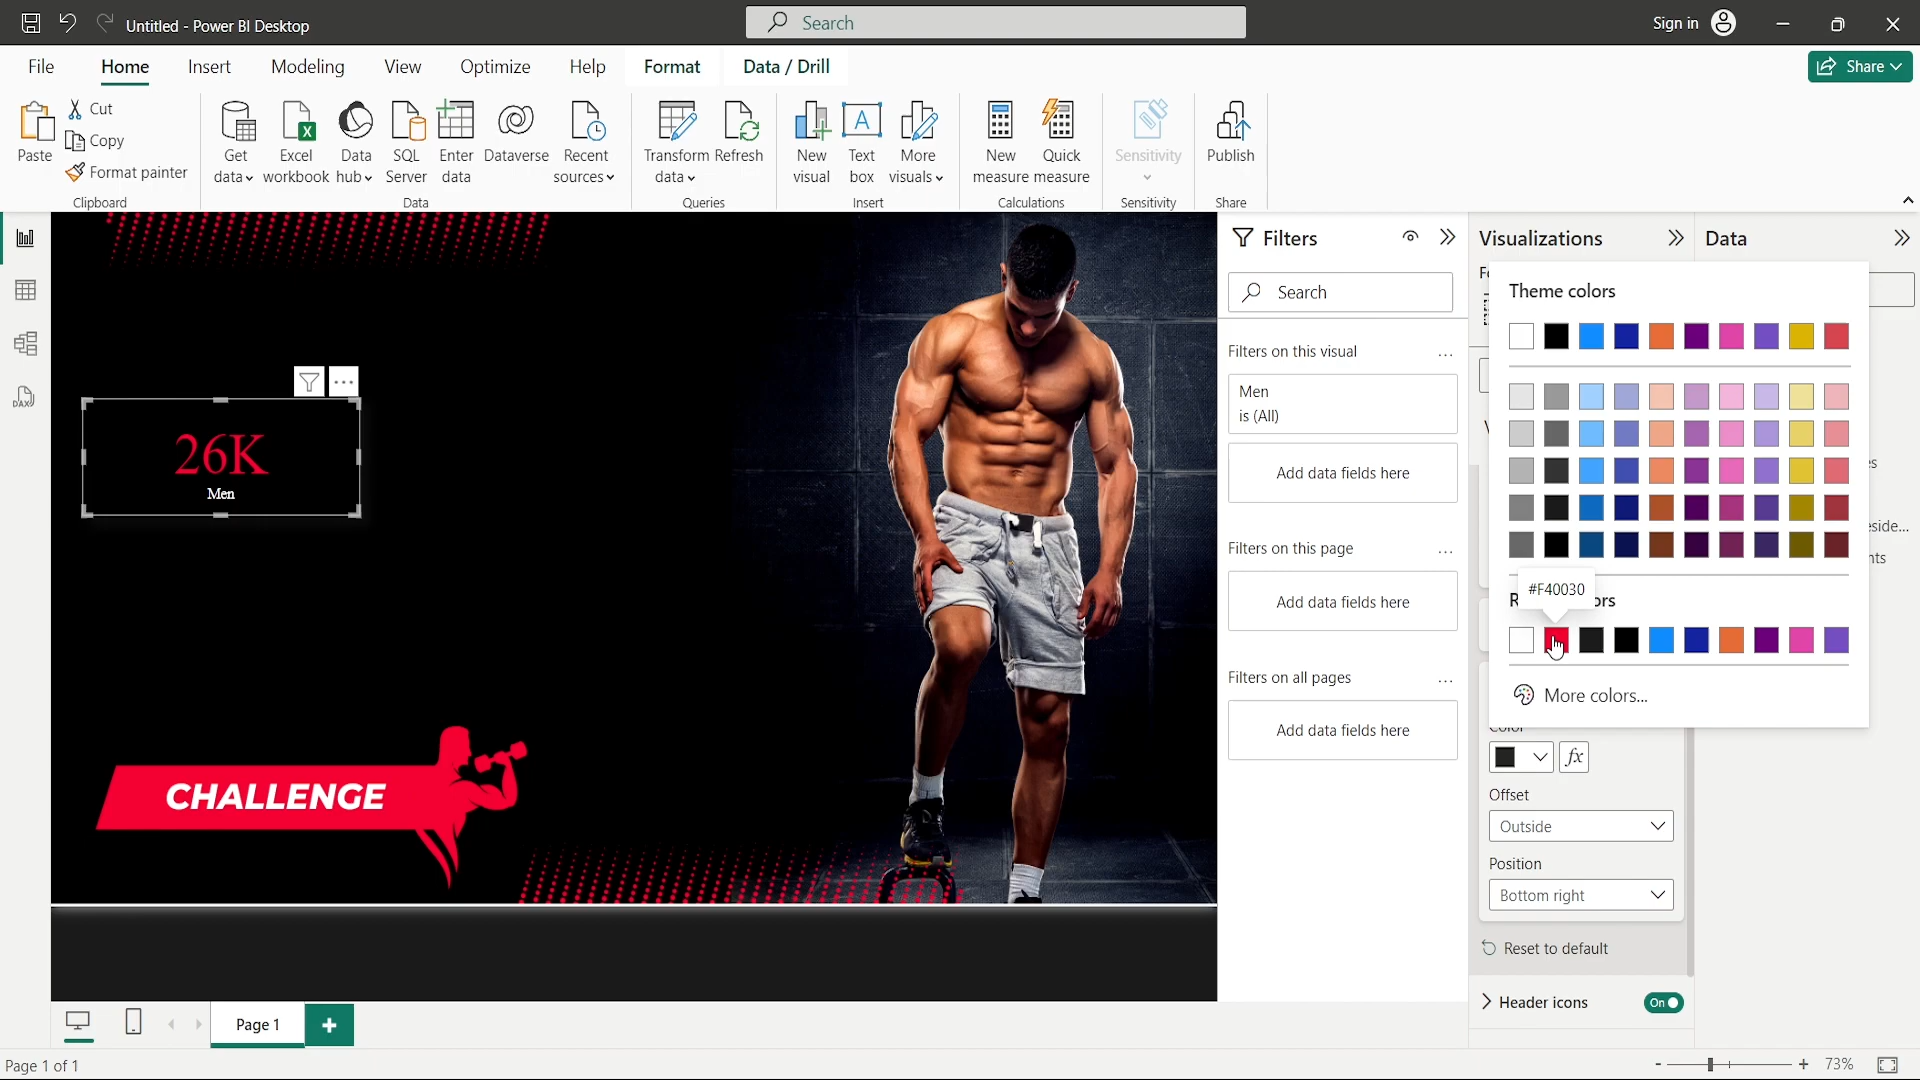 Untitled - Power BI Desktop
Search
Sign in
File
Home
Insert
Modeling
View
Optimize
Help
Format
Data / Drill
Share
Paste
Cut
Copy
Format painter
Clipboard
Get
data
Excel
workbook
Data
hub
SQL
Server
Enter
data
Dataverse
Recent
sources
Data
Transform
data
Refresh
Queries
New
visual
Text
box
More
visuals
Insert
New
measure
Quick
measure
Calculations
Sensitivity
Sensitivity
Publish
Share
DAX
26K
Men
CHALLENGE
Filters
Search
Filters on this visual
Men
is (All)
Add data fields here
Filters on this page
Add data fields here
Filters on all pages
Add data fields here
Visualizations
Data
Theme colors
#F40030
More colors...
fx
Offset
Outside
Position
Bottom right
Reset to default
Header icons
On
Page 1
Page 1 of 1
- + 73%